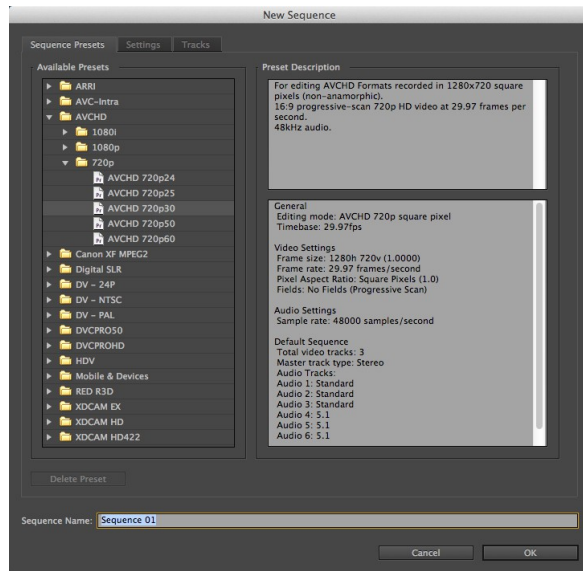 New Sequence
Sequence Presets Settings Tracks
Available Presets
ARRI
AVC-Intra
AVCHD
1080i
1080p
720p
AVCHD 720p24
AVCHD 720p25
AVCHD 720p30
AVCHD 720p50
AVCHD 720p60
Canon XF MPEG2
Digital SLR
DV – 24P
DV – NTSC
DV – PAL
DVCPRO50
DVCPROHD
HDV
Mobile & Devices
RED R3D
XDCAM EX
XDCAM HD
XDCAM HD422
Delete Preset
Preset Description
For editing AVCHD Formats recorded in 1280x720 square
pixels (non-anamorphic).
16:9 progressive-scan 720p HD video at 29.97 frames per
second.
48kHz audio.
General
Editing mode: AVCHD 720p square pixel
Timebase: 29.97fps
Video Settings
Frame size: 1280h 720v (1.0000)
Frame rate: 29.97 frames/second
Pixel Aspect Ratio: Square Pixels (1.0)
Fields: No Fields (Progressive Scan)
Audio Settings
Sample rate: 48000 samples/second
Default Sequence
Total video tracks: 3
Master track type: Stereo
Audio Tracks:
Audio 1: Standard
Audio 2: Standard
Audio 3: Standard
Audio 4: 5.1
Audio 5: 5.1
Audio 6: 5.1
Sequence Name: Sequence 01
Cancel OK